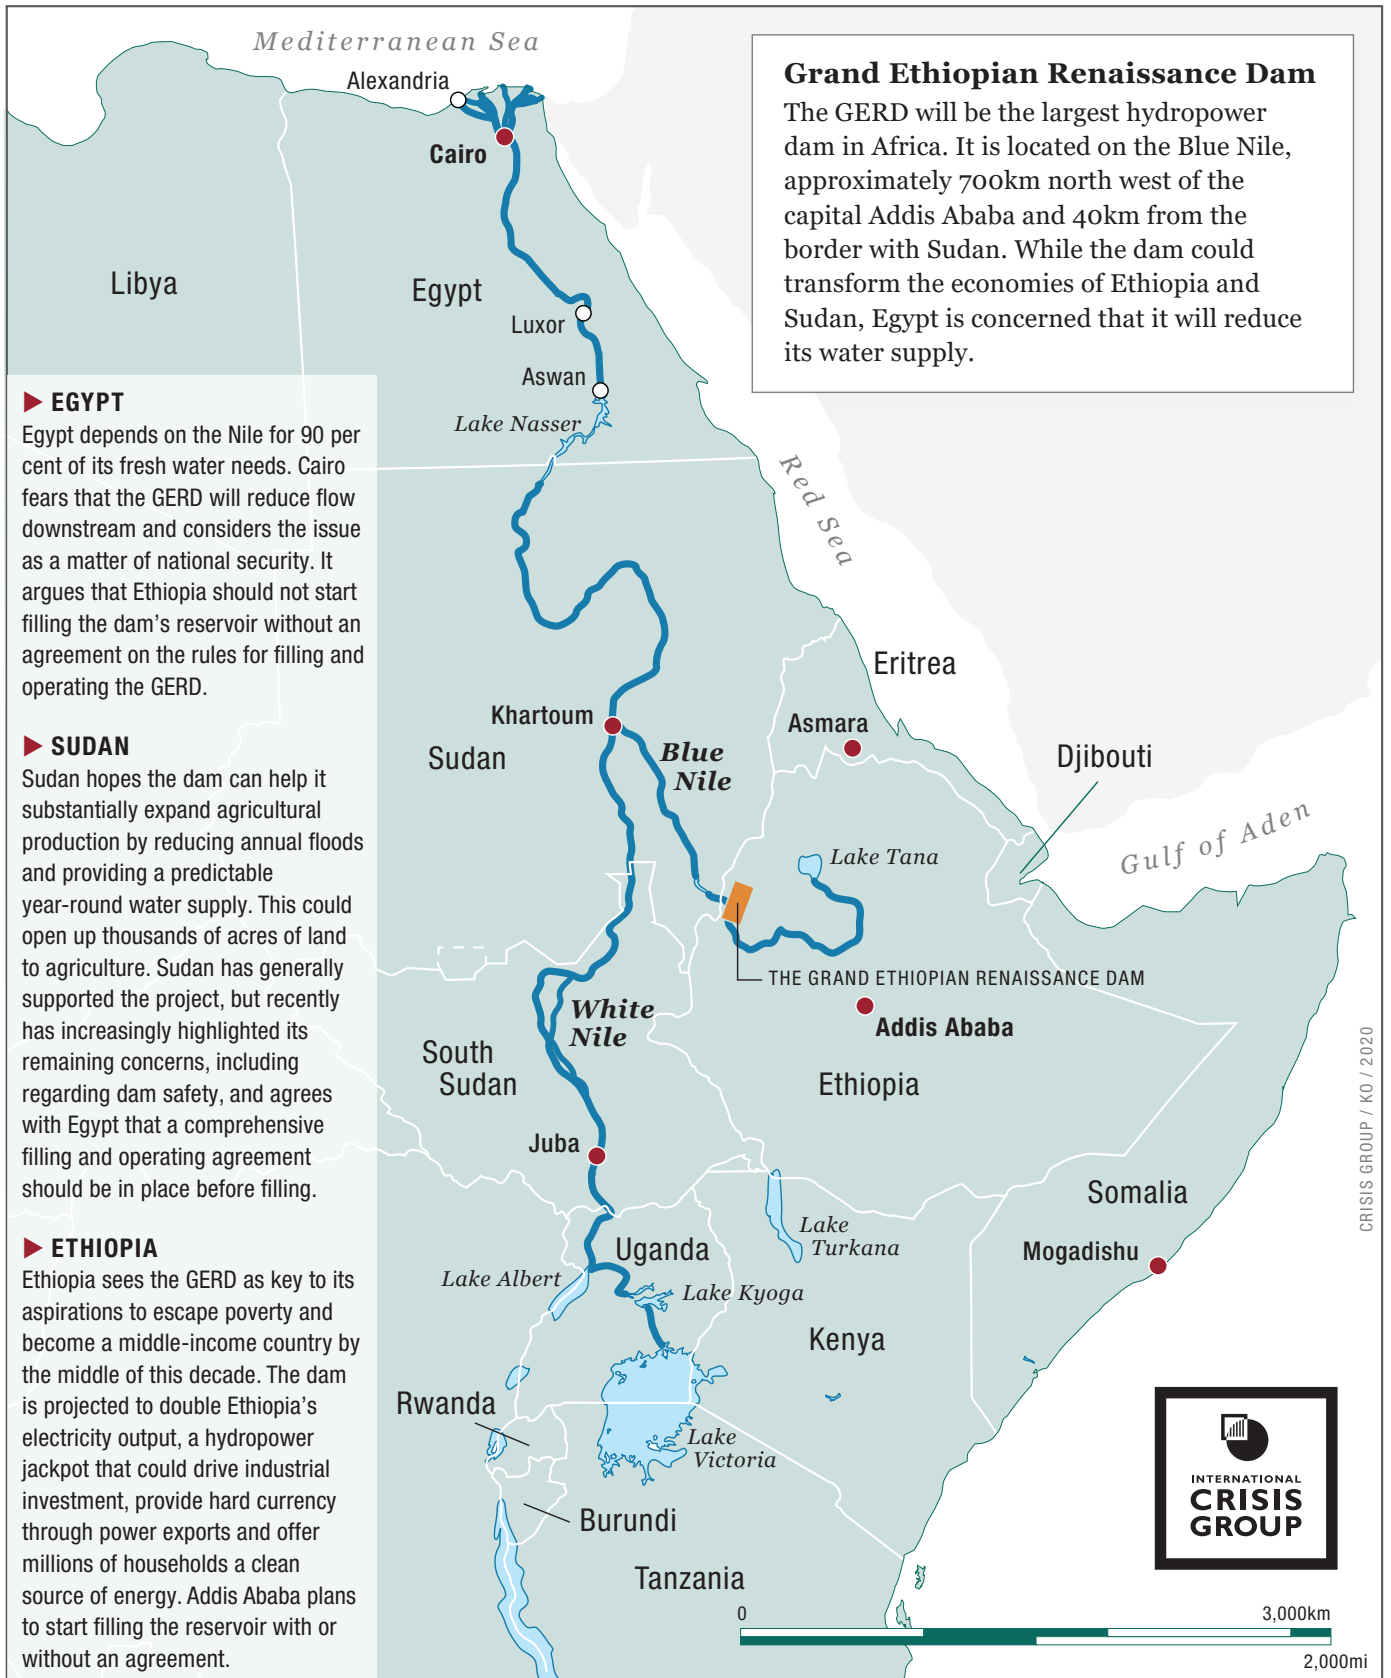 Mediterranean Sea
Alexandria
Cairo
Grand Ethiopian Renaissance Dam
The GERD will be the largest hydropower
dam in Africa. It is located on the Blue Nile,
approximately 700km north west of the
capital Addis Ababa and 40km from the
border with Sudan. While the dam could
transform the economies of Ethiopia and
Sudan, Egypt is concerned that it will reduce
its water supply.
Libya
Egypt
Luxor
Aswan
Lake Nasser
Red Sea
▶ EGYPT
Egypt depends on the Nile for 90 per
cent of its fresh water needs. Cairo
fears that the GERD will reduce flow
downstream and considers the issue
as a matter of national security. It
argues that Ethiopia should not start
filling the dam's reservoir without an
agreement on the rules for filling and
operating the GERD.
▶ SUDAN
Sudan hopes the dam can help it
substantially expand agricultural
production by reducing annual floods
and providing a predictable
year-round water supply. This could
open up thousands of acres of land
to agriculture. Sudan has generally
supported the project, but recently
has increasingly highlighted its
remaining concerns, including
regarding dam safety, and agrees
with Egypt that a comprehensive
filling and operating agreement
should be in place before filling.
▶ ETHIOPIA
Ethiopia sees the GERD as key to its
aspirations to escape poverty and
become a middle-income country by
the middle of this decade. The dam
is projected to double Ethiopia's
electricity output, a hydropower
jackpot that could drive industrial
investment, provide hard currency
through power exports and offer
millions of households a clean
source of energy. Addis Ababa plans
to start filling the reservoir with or
without an agreement.
Eritrea
Khartoum
Asmara
Sudan
Blue
Nile
Djibouti
Gulf of Aden
Lake Tana
THE GRAND ETHIOPIAN RENAISSANCE DAM
White
Nile
Addis Ababa
South
Sudan
Ethiopia
Juba
Somalia
Lake
Turkana
Uganda
Mogadishu
Lake Albert
Lake Kyoga
Kenya
Rwanda
Lake
Victoria
Burundi
Tanzania
CRISIS GROUP / KO / 2020
INTERNATIONAL
CRISIS
GROUP
0
3,000km
2,000mi